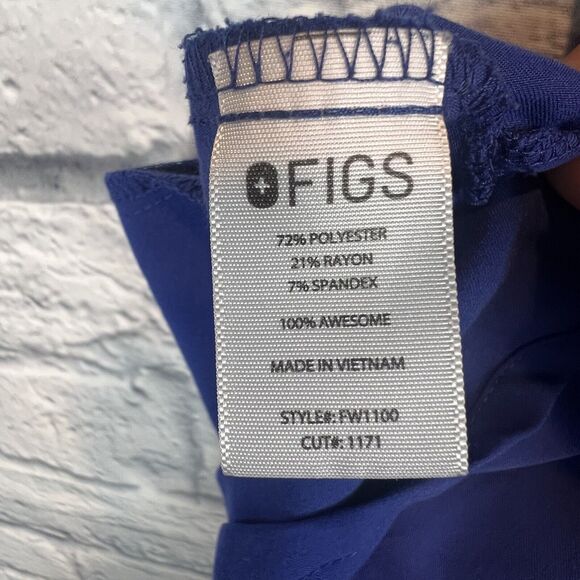 FIGS
72% POLYESTER
21% RAYON
7% SPANDEX
100% AWESOME
MADE IN VIETNAM
STYLE#: FW1100
CUT#: 1171